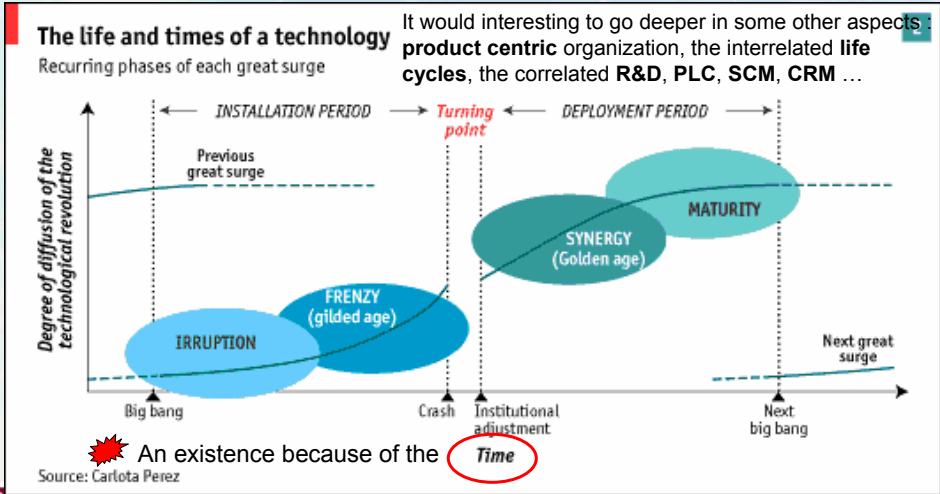 The life and times of a technology
Recurring phases of each great surge
It would interesting to go deeper in some other aspects :
product centric organization, the interrelated life
cycles, the correlated R&D, PLC, SCM, CRM …
2
INSTALLATION PERIOD
Turning
point
DEPLOYMENT PERIOD
Degree of diffusion of the
technological revolution
Previous
great surge
MATURITY
SYNERGY
(Golden age)
FRENZY
(gilded age)
IRRUPTION
Next great
surge
Big bang
Crash
Institutional
adjustment
Next
big bang
An existence because of the
Time
Source: Carlota Perez